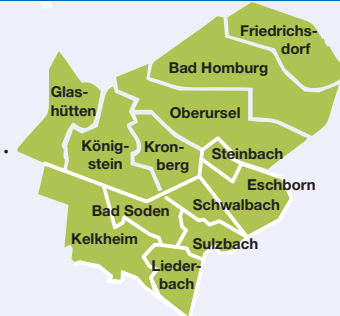 Friedrichs-
dorf
Bad Homburg
Glas-
hütten
Oberursel
König-
stein
Kron-
berg
Steinbach
Eschborn
Schwalbach
Bad Soden
Kelkheim
Sulzbach
Lieder-
bach